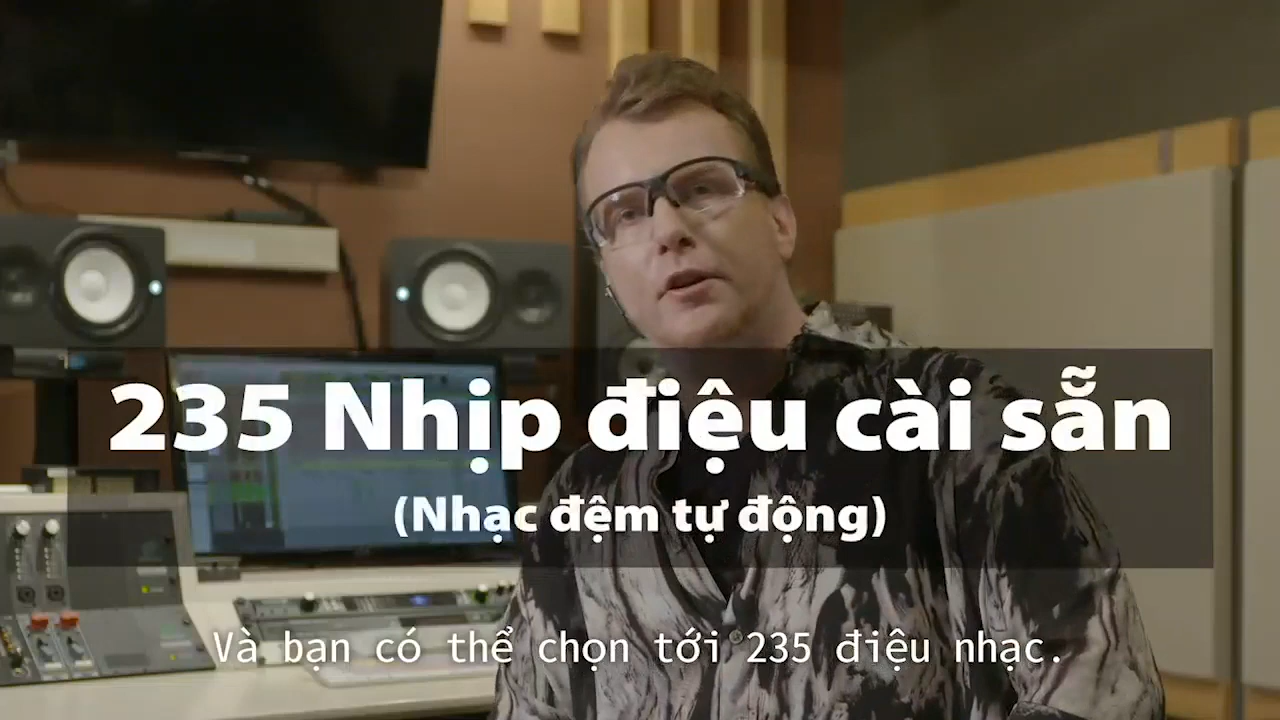 235 Nhịp điệu cài sẵn
(Nhạc đệm tự động)
Và bạn có thể chọn tới 235 điệu nhạc.